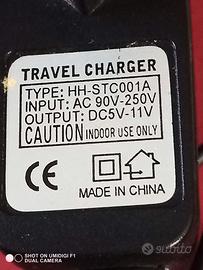 TRAVEL CHARGER
TYPE: HH-STC001A
INPUT: AC 90V-250V
OUTPUT: DC5V-11V
CAUTION INDOOR USE ONLY
CE
MADE IN CHINA
SHOT ON UMIDIGI F1
DUAL CAMERA
subito